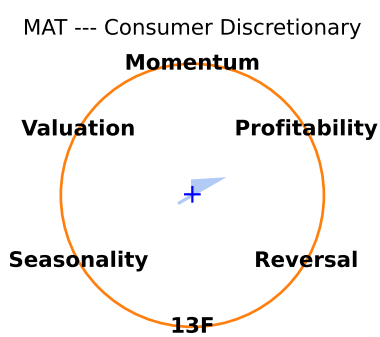 MAT --- Consumer Discretionary
Momentum
Valuation
Profitability
Seasonality
Reversal
13F